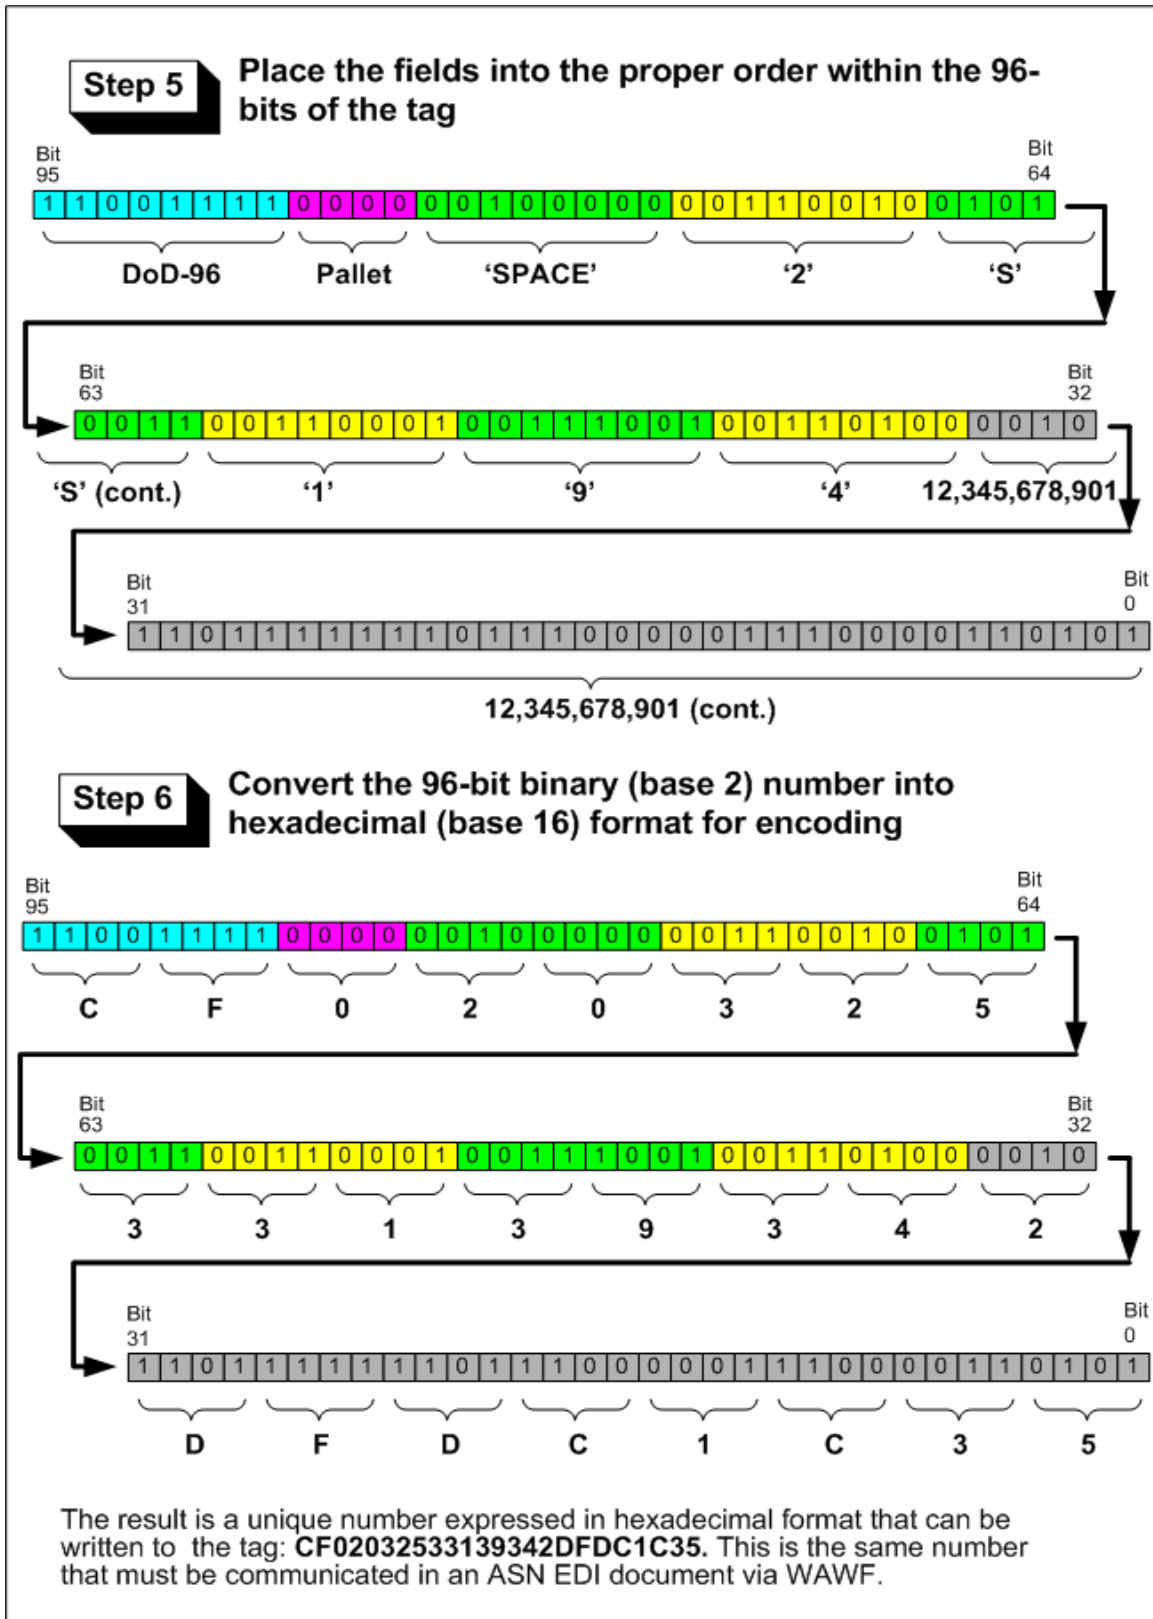 Step 5
Place the fields into the proper order within the 96-
bits of the tag
Bit
95
Bit
64
1 1 0 0 1 1 1 1 0 0 0 0 0 0 1 0 0 0 0 0 0 0 1 1 0 0 1 0 0 1 0 1
DoD-96 Pallet ‘SPACE’ ‘2’ ‘S’
Bit
63
Bit
32
0 0 1 1 0 0 1 1 0 0 0 1 0 0 1 1 1 0 0 1 0 0 1 1 0 1 0 0 0 0 1 0
‘S’ (cont.) ‘1’ ‘9’ ‘4’ 12,345,678,901
Bit
31
Bit
0
1 1 0 1 1 1 1 1 1 1 0 1 1 1 0 0 0 0 0 1 1 1 0 0 0 0 1 1 0 1 0 1
12,345,678,901 (cont.)
Step 6
Convert the 96-bit binary (base 2) number into
hexadecimal (base 16) format for encoding
Bit
95
Bit
64
1 1 0 0 1 1 1 1 0 0 0 0 0 0 1 0 0 0 0 0 0 0 1 1 0 0 1 0 0 1 0 1
C F 0 2 0 3 2 5
Bit
63
Bit
32
0 0 1 1 0 0 1 1 0 0 0 1 0 0 1 1 1 0 0 1 0 0 1 1 0 1 0 0 0 0 1 0
3 3 1 3 9 3 4 2
Bit
31
Bit
0
1 1 0 1 1 1 1 1 1 1 0 1 1 1 0 0 0 0 0 1 1 1 0 0 0 0 1 1 0 1 0 1
D F D C 1 C 3 5
The result is a unique number expressed in hexadecimal format that can be
written to the tag: CF02032533139342DFDC1C35. This is the same number
that must be communicated in an ASN EDI document via WAWF.